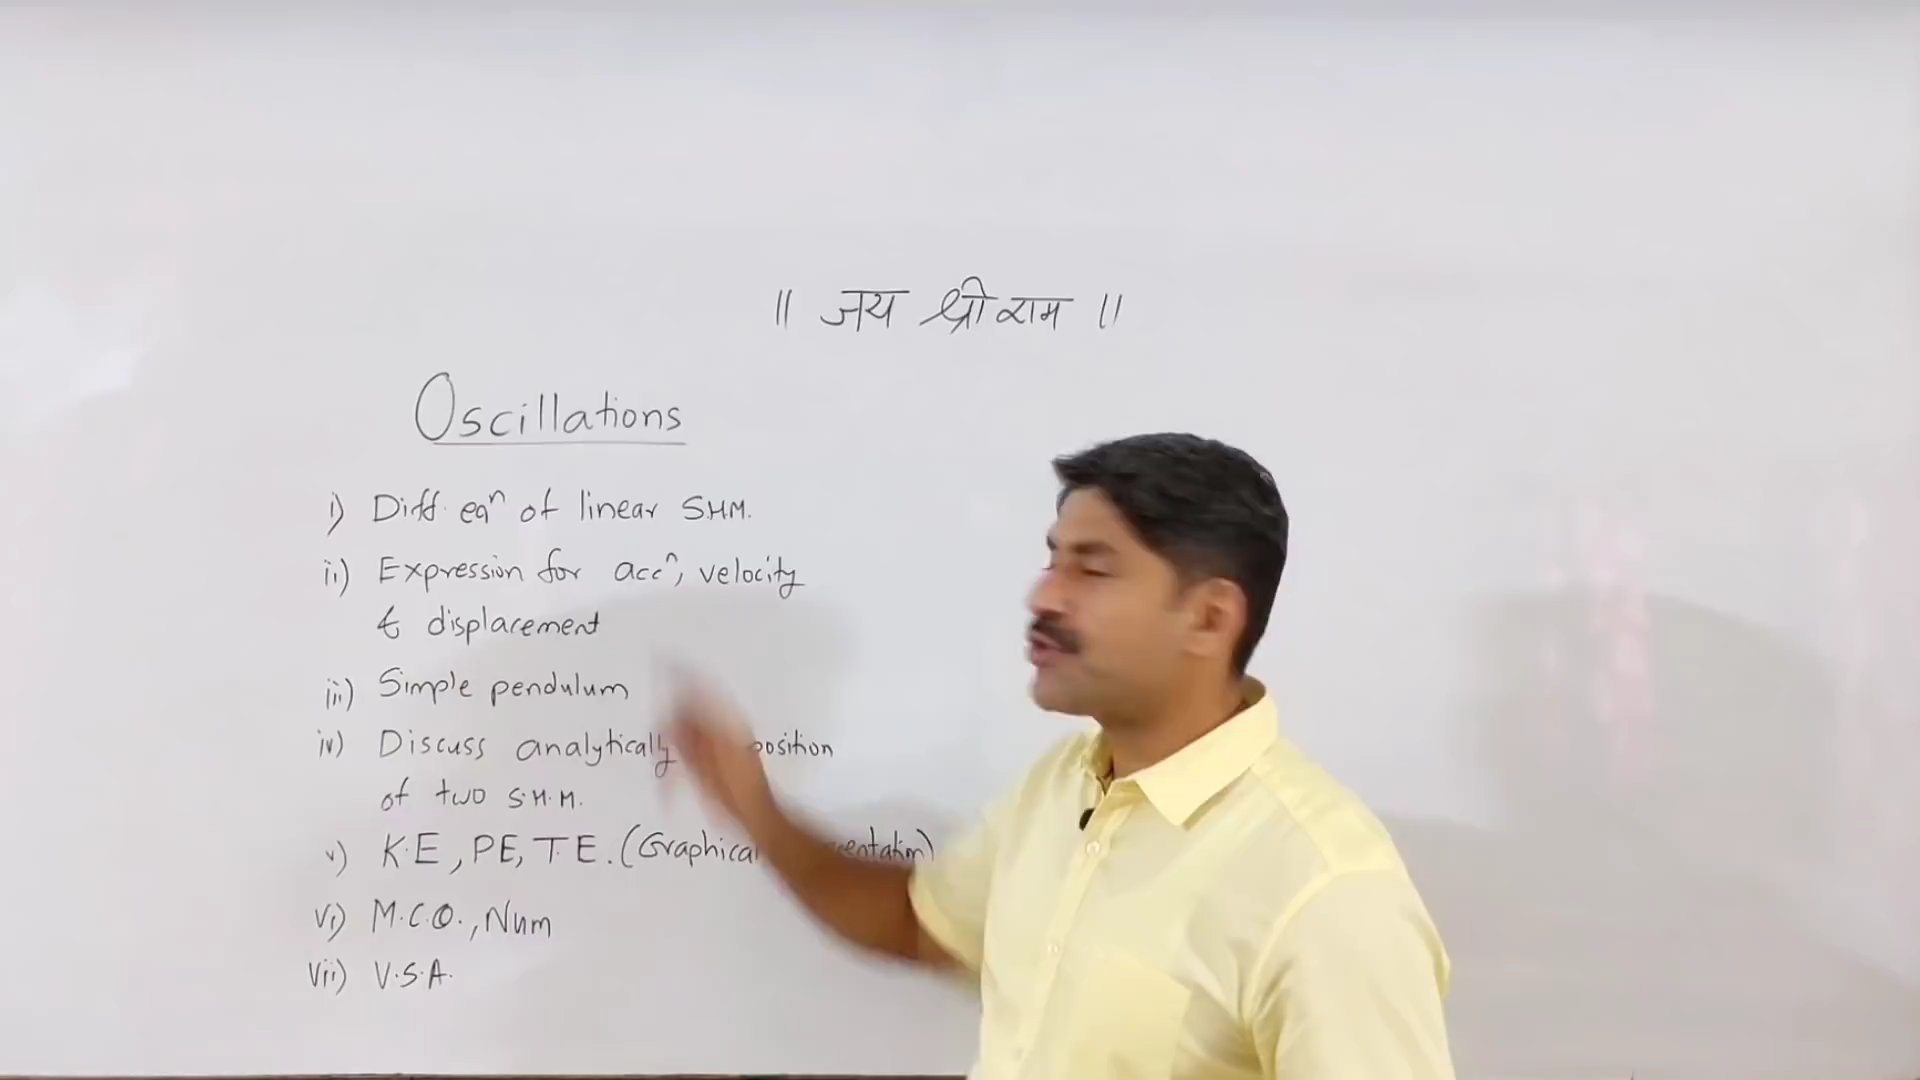 ॥ जय श्री राम ॥
Oscillations
i) Diff. eqⁿ of linear S.H.M.
ii) Expression for accⁿ, velocity
& displacement
iii) Simple pendulum
iv) Discuss analytically
of two S.H.M.
v) K.E, PE, T.E. (Graphical
vi) M.C.Q., Num
vii) V.S.A.